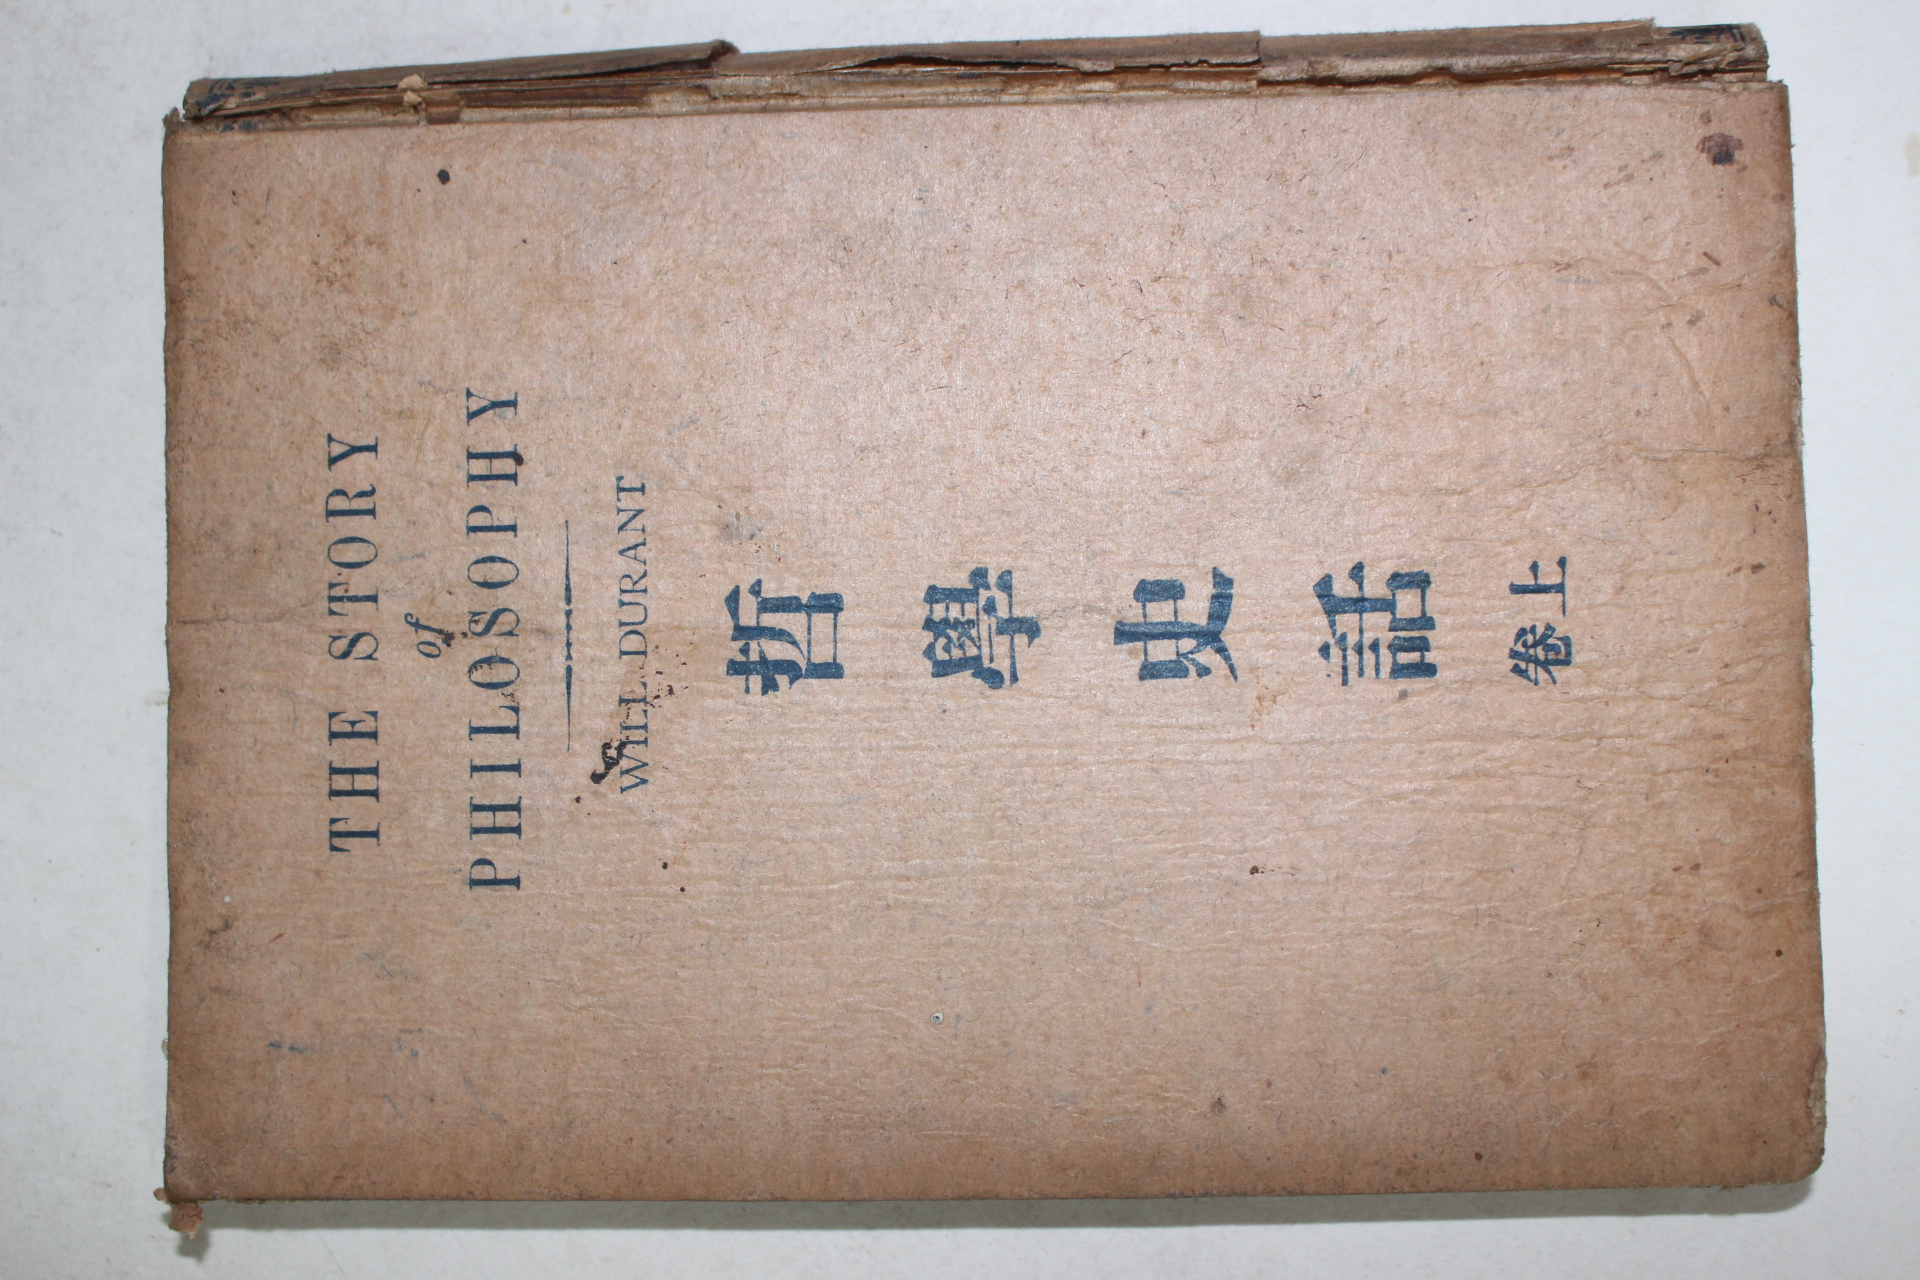 THE STORY
of
PHILOSOPHY
WILL DURANT
哲學史話
上卷